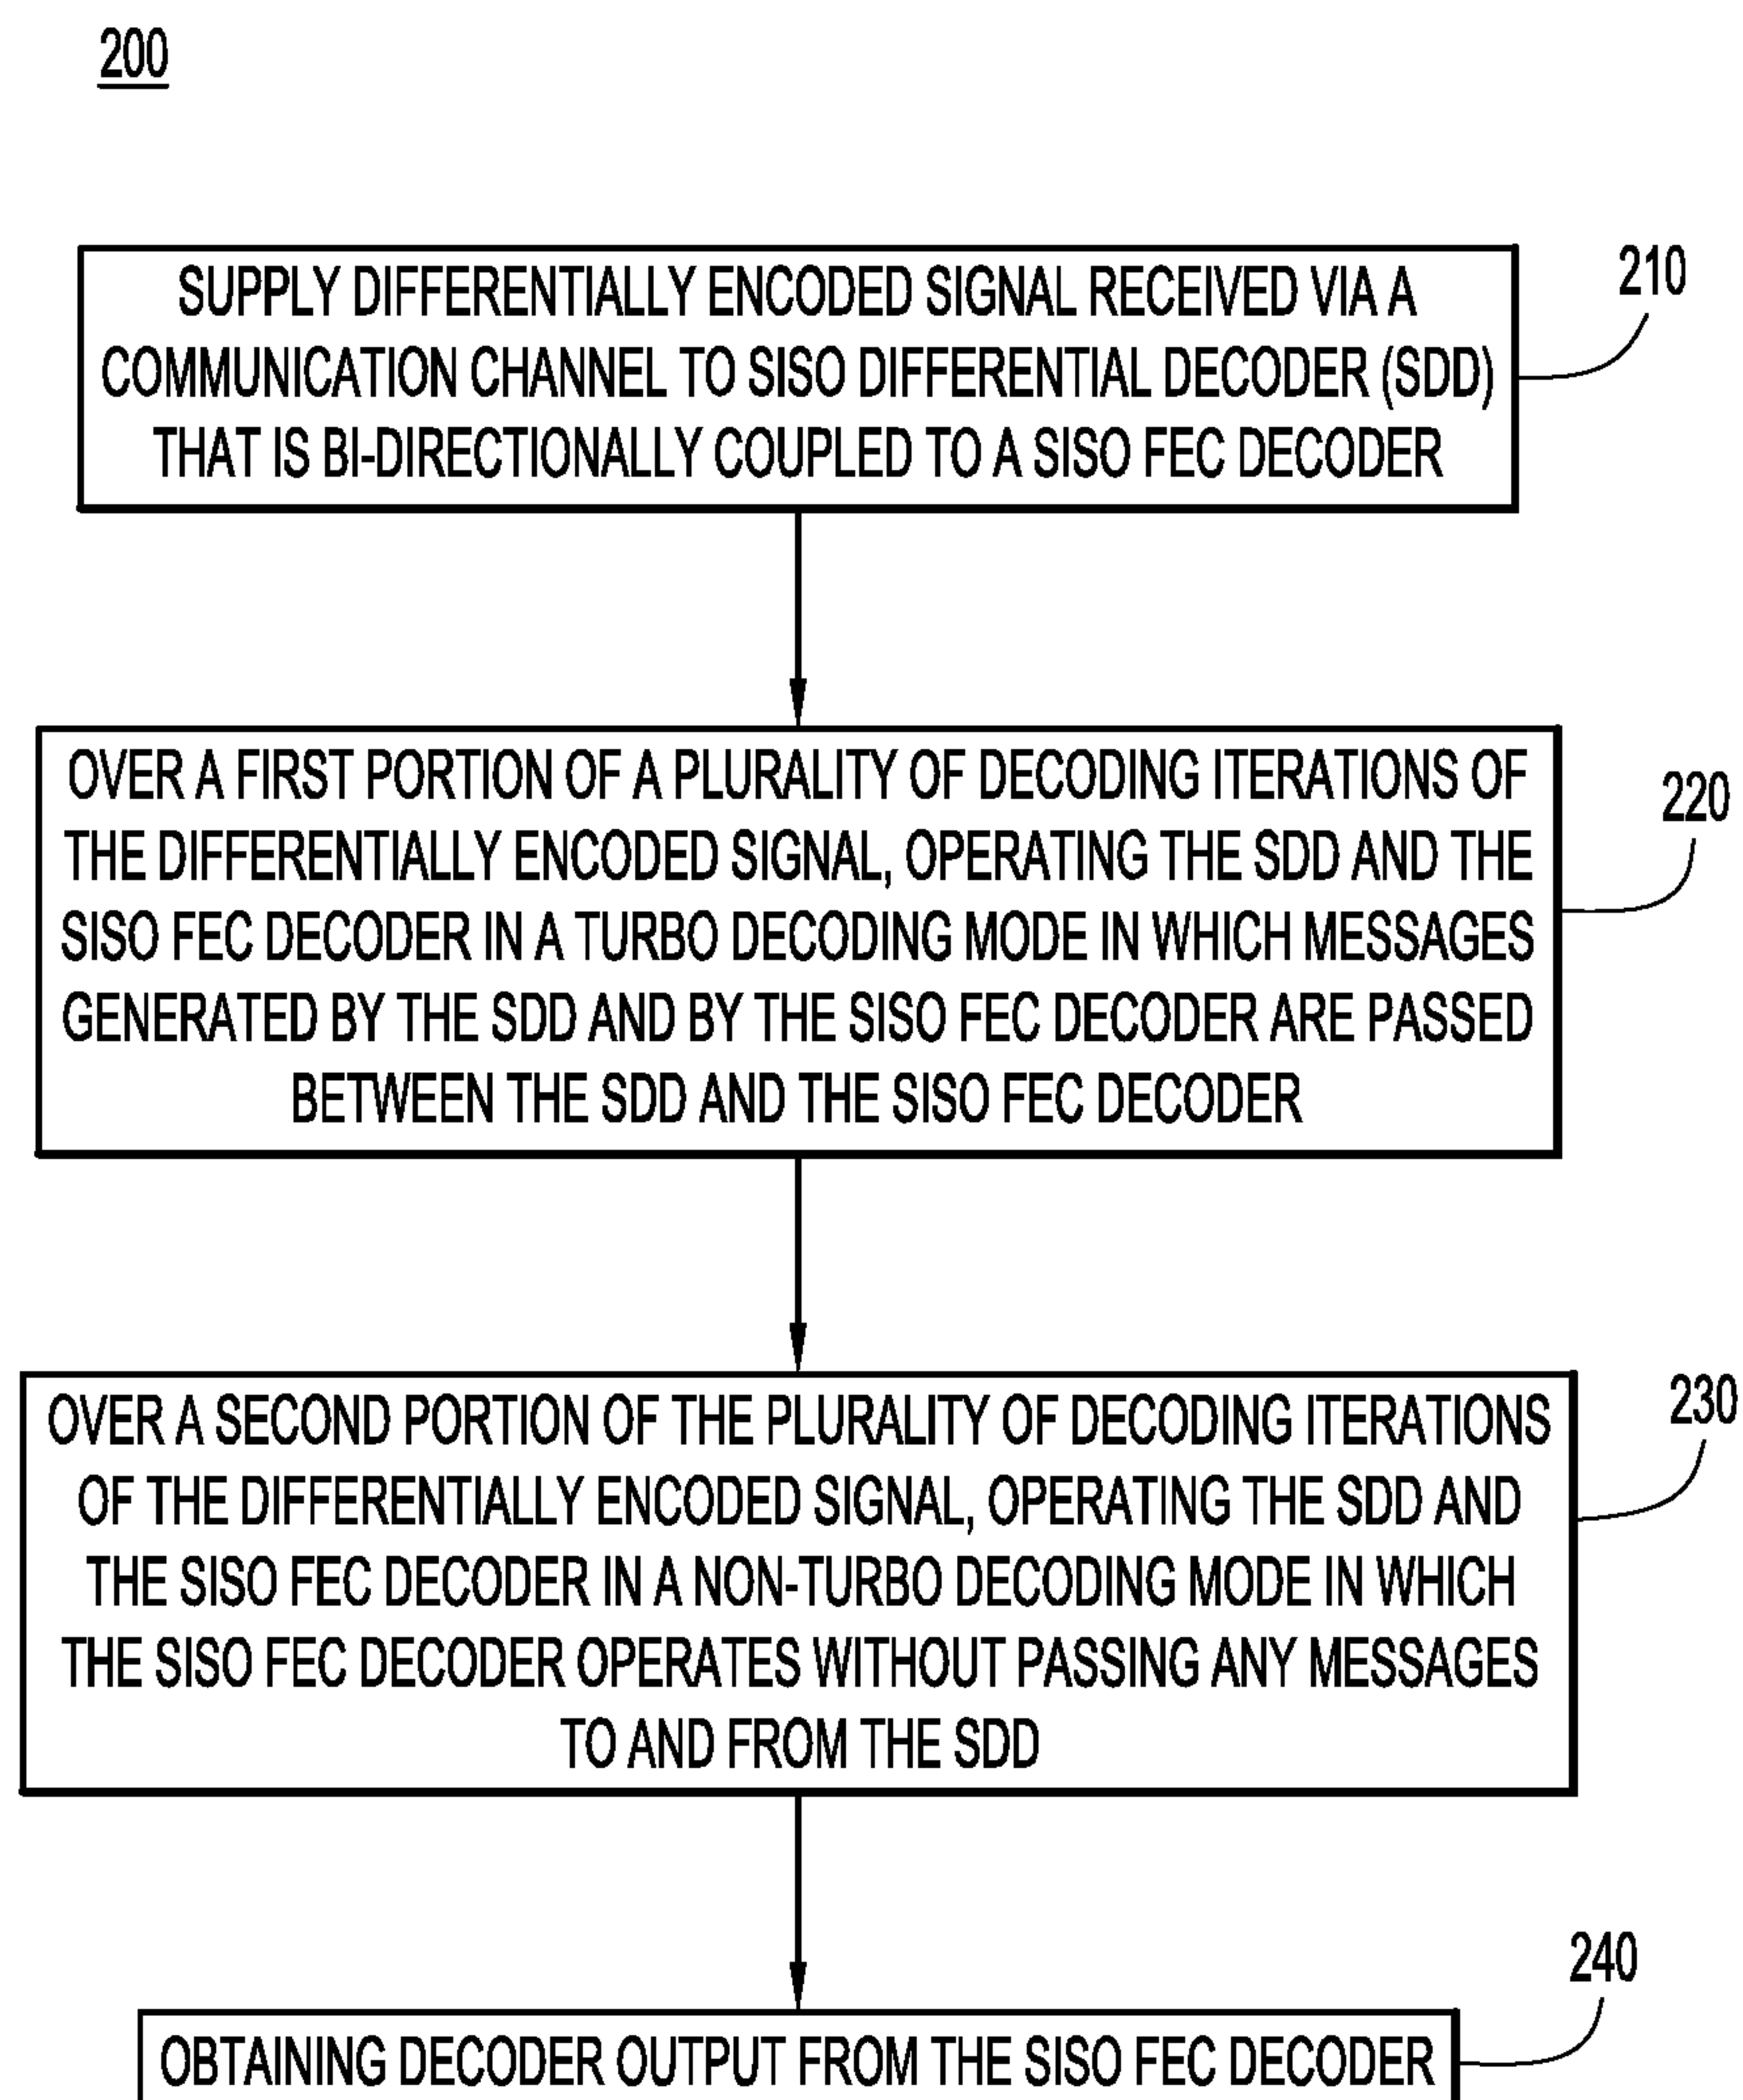 200
210
SUPPLY DIFFERENTIALLY ENCODED SIGNAL RECEIVED VIA A
COMMUNICATION CHANNEL TO SISO DIFFERENTIAL DECODER (SDD)
THAT IS BI-DIRECTIONALLY COUPLED TO A SISO FEC DECODER
220
OVER A FIRST PORTION OF A PLURALITY OF DECODING ITERATIONS OF
THE DIFFERENTIALLY ENCODED SIGNAL, OPERATING THE SDD AND THE
SISO FEC DECODER IN A TURBO DECODING MODE IN WHICH MESSAGES
GENERATED BY THE SDD AND BY THE SISO FEC DECODER ARE PASSED
BETWEEN THE SDD AND THE SISO FEC DECODER
230
OVER A SECOND PORTION OF THE PLURALITY OF DECODING ITERATIONS
OF THE DIFFERENTIALLY ENCODED SIGNAL, OPERATING THE SDD AND
THE SISO FEC DECODER IN A NON-TURBO DECODING MODE IN WHICH
THE SISO FEC DECODER OPERATES WITHOUT PASSING ANY MESSAGES
TO AND FROM THE SDD
240
OBTAINING DECODER OUTPUT FROM THE SISO FEC DECODER